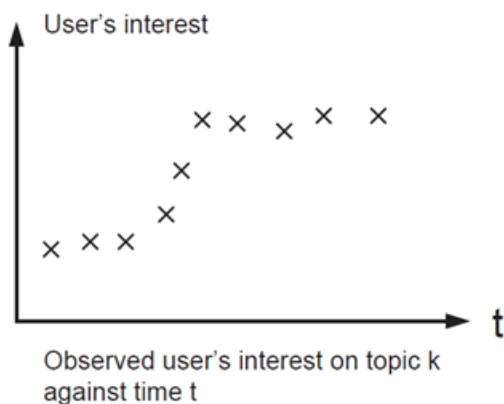 User's interest
t
Observed user's interest on topic k
against time t